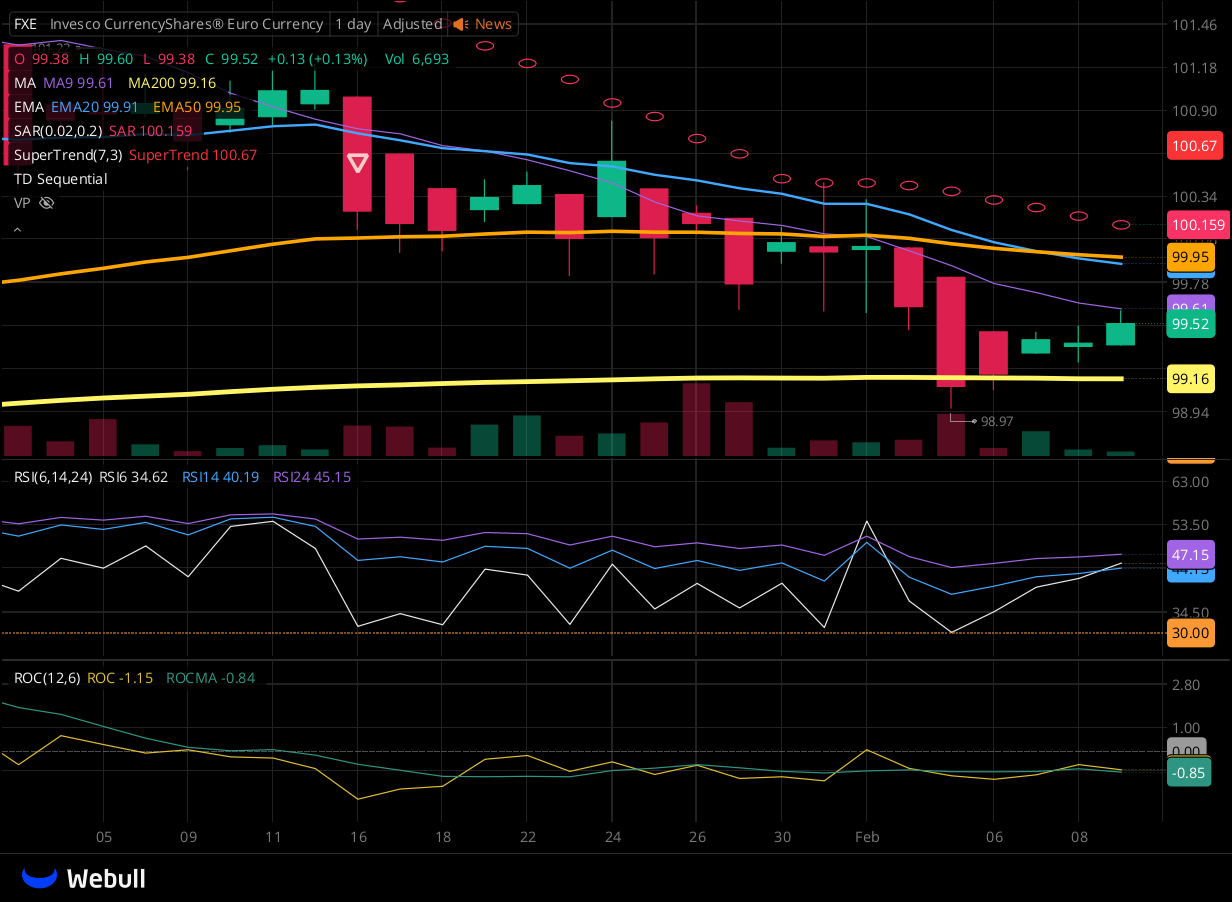 FXE Invesco CurrencyShares® Euro Currency 1 day Adjusted News
O 99.38 H 99.60 L 99.38 C 99.52 +0.13 (+0.13%) Vol 6,693
MA MA9 99.61 MA200 99.16
EMA EMA20 99.91 EMA50 99.95
SAR(0.02,0.2) SAR 100.159
SuperTrend(7,3) SuperTrend 100.67
TD Sequential
VP
101.46
101.18
100.90
100.67
100.34
100.159
99.95
99.78
99.61
99.52
99.16
98.94
98.97
RSI(6,14,24) RSI6 34.62 RSI14 40.19 RSI24 45.15
63.00
53.50
47.15
34.50
30.00
ROC(12,6) ROC -1.15 ROCMA -0.84
2.80
1.00
0.00
-0.85
05 09 11 16 18 22 24 26 30 Feb 06 08
Webull